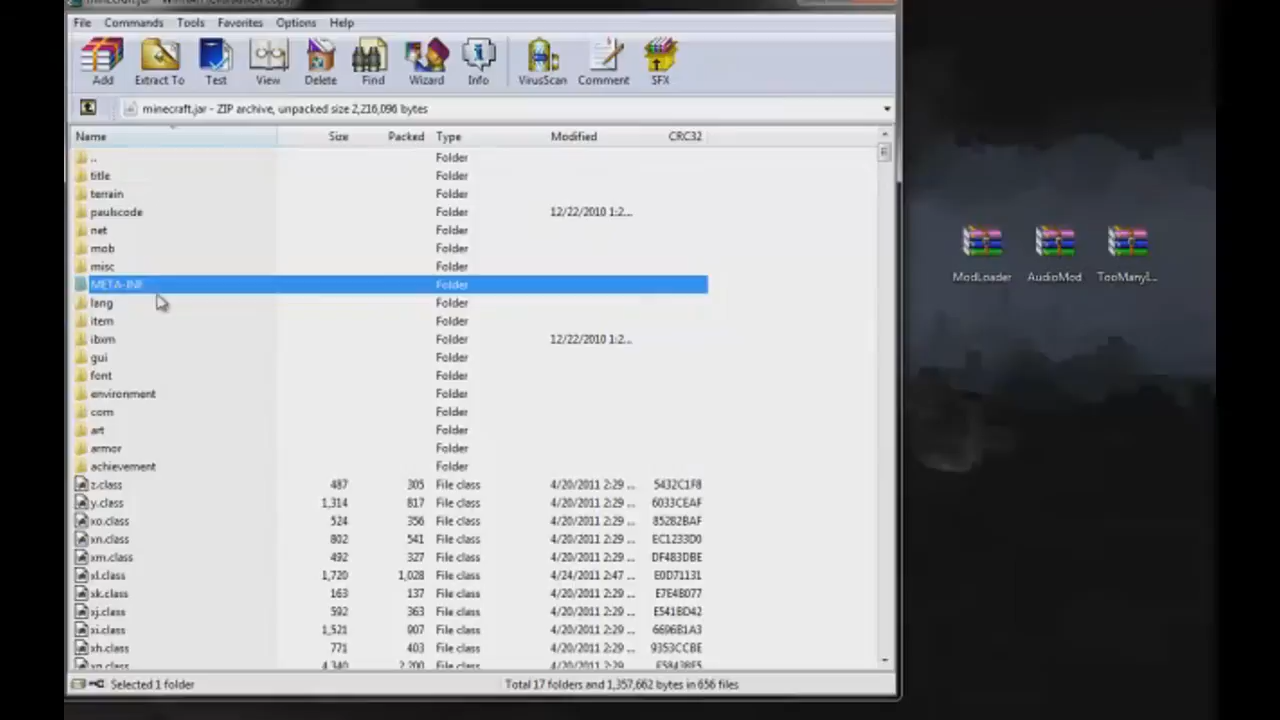 File Commands Tools Favorites Options Help
Add Extract To Test View Delete Find Wizard Info VirusScan Comment SFX
minecraft.jar - ZIP archive, unpacked size 2,216,096 bytes
Name Size Packed Type Modified CRC32
.. Folder
title Folder
terrain Folder
paulscode Folder 12/22/2010 1:2...
net Folder
mob Folder
misc Folder
META-INF Folder
lang Folder
item Folder
ibxm Folder 12/22/2010 1:2...
gui Folder
font Folder
environment Folder
com Folder
art Folder
armor Folder
achievement Folder
z.class 487 305 File class 4/20/2011 2:29 ... 5432C1F8
y.class 1,314 817 File class 4/20/2011 2:29 ... 6033CEAF
xo.class 524 356 File class 4/20/2011 2:29 ... 85282BAF
xn.class 802 541 File class 4/20/2011 2:29 ... EC1233D0
xm.class 492 327 File class 4/20/2011 2:29 ... DF483DBE
xl.class 1,720 1,028 File class 4/24/2011 2:47 ... E0D71131
xk.class 163 137 File class 4/20/2011 2:29 ... E7E4B077
xj.class 592 363 File class 4/20/2011 2:29 ... E541BD42
xi.class 1,521 907 File class 4/20/2011 2:29 ... 6696B1A3
xh.class 771 403 File class 4/20/2011 2:29 ... 9353CCBE
Selected 1 folder Total 17 folders and 1,357,662 bytes in 656 files
ModLoader AudioMod TooManyI...